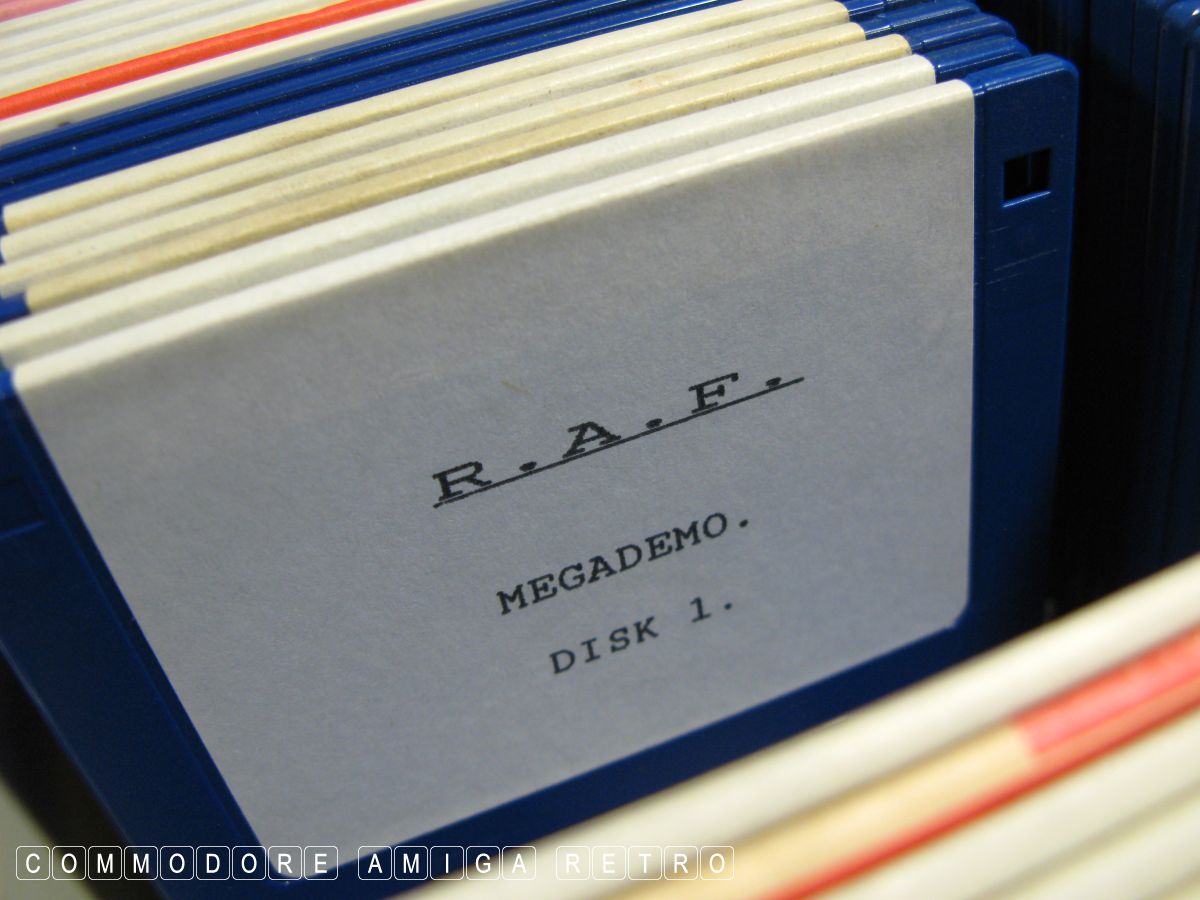 R.A.F.
MEGADEMO.
DISK 1.
COMMODORE AMIGA RETRO